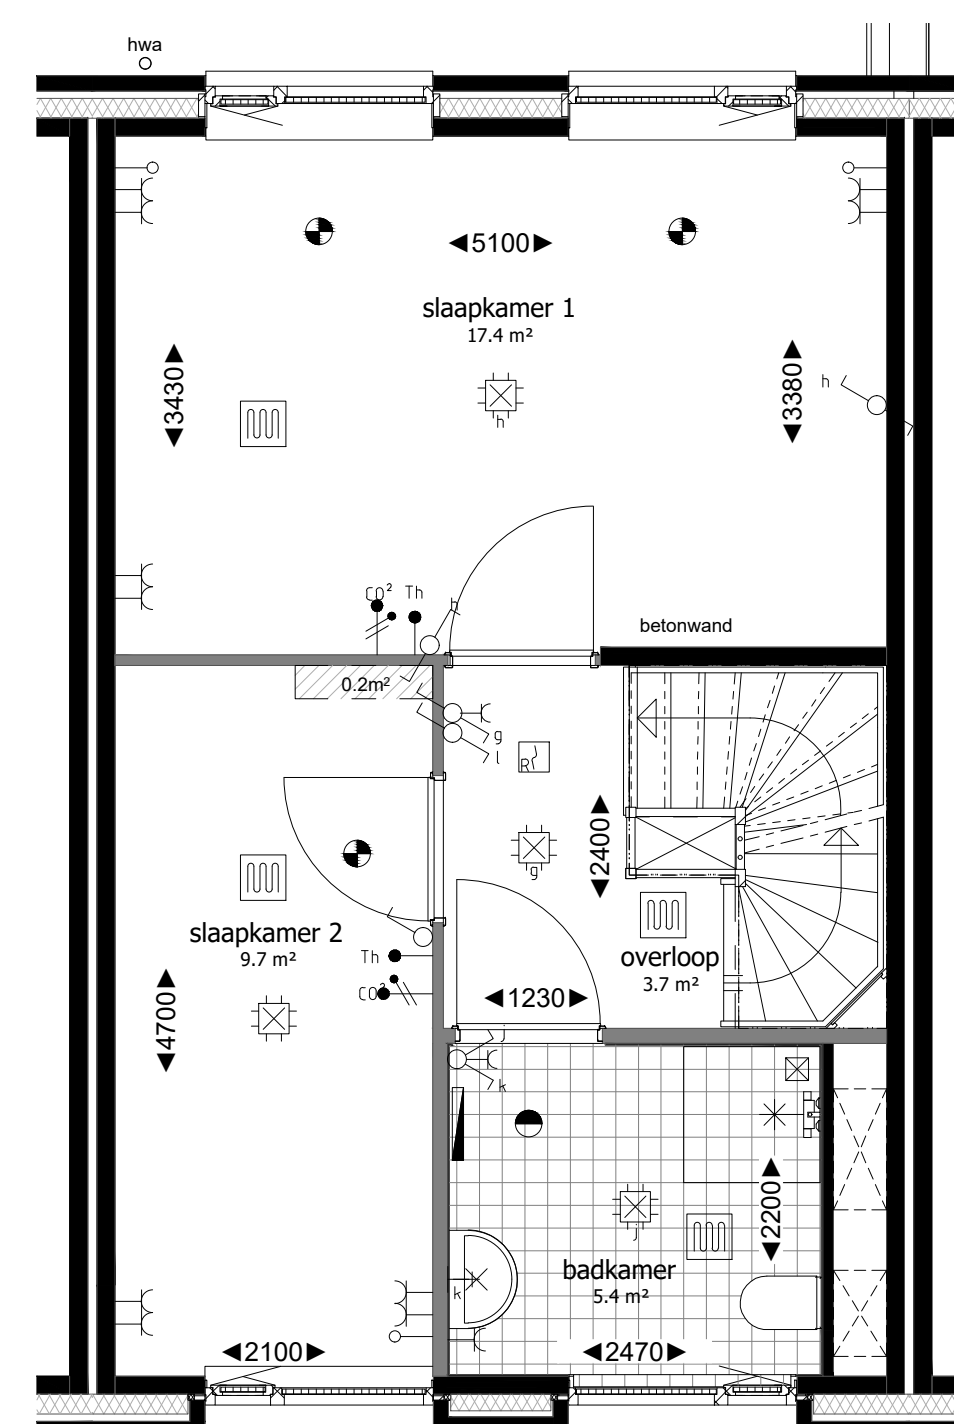 hwa
5100
slaapkamer 1
17.4 m²
3430
3380
h
h
CO²
Th
h
betonwand
0.2m²
g
l
R
2400
g
slaapkamer 2
9.7 m²
overloop
3.7 m²
Th
CO²
1230
4700
j
k
2200
j
badkamer
5.4 m²
k
2100
2470